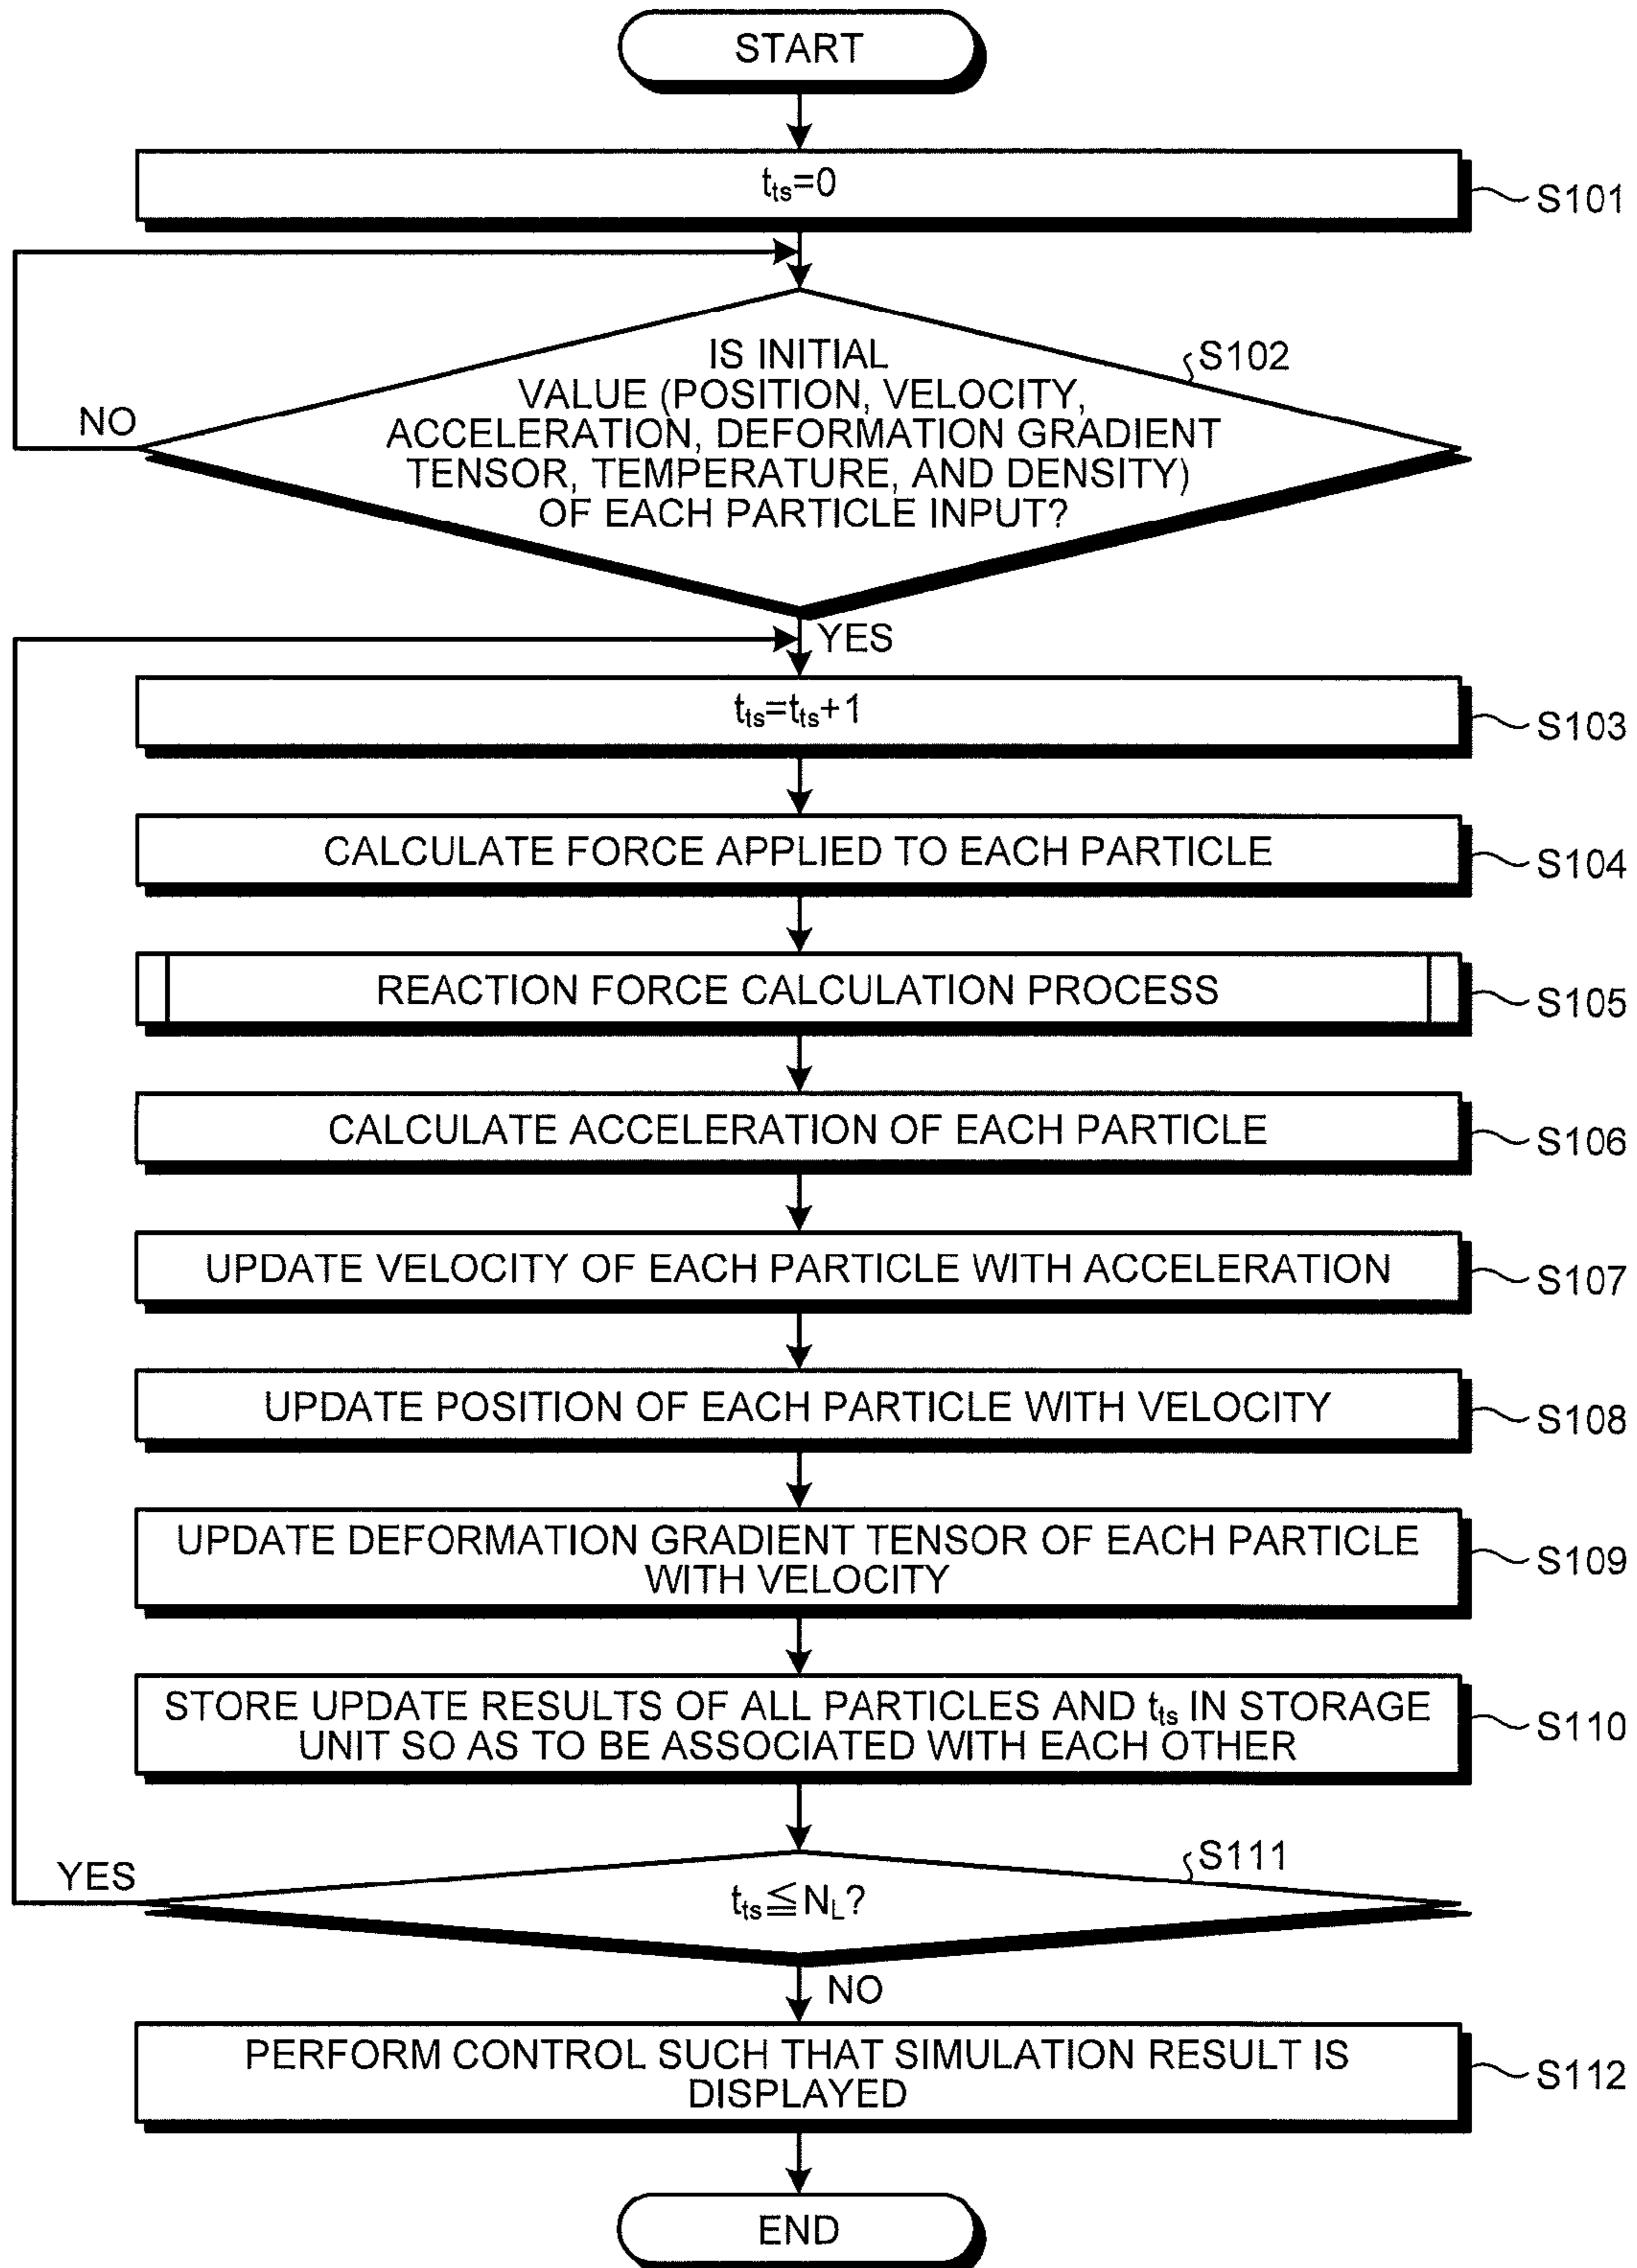 START
t_ts=0
S101
IS INITIAL
VALUE (POSITION, VELOCITY,
ACCELERATION, DEFORMATION GRADIENT
TENSOR, TEMPERATURE, AND DENSITY)
OF EACH PARTICLE INPUT?
S102
NO
YES
t_ts=t_ts+1
S103
CALCULATE FORCE APPLIED TO EACH PARTICLE
S104
REACTION FORCE CALCULATION PROCESS
S105
CALCULATE ACCELERATION OF EACH PARTICLE
S106
UPDATE VELOCITY OF EACH PARTICLE WITH ACCELERATION
S107
UPDATE POSITION OF EACH PARTICLE WITH VELOCITY
S108
UPDATE DEFORMATION GRADIENT TENSOR OF EACH PARTICLE
WITH VELOCITY
S109
STORE UPDATE RESULTS OF ALL PARTICLES AND t_ts IN STORAGE
UNIT SO AS TO BE ASSOCIATED WITH EACH OTHER
S110
t_ts≦N_L?
S111
YES
NO
PERFORM CONTROL SUCH THAT SIMULATION RESULT IS
DISPLAYED
S112
END